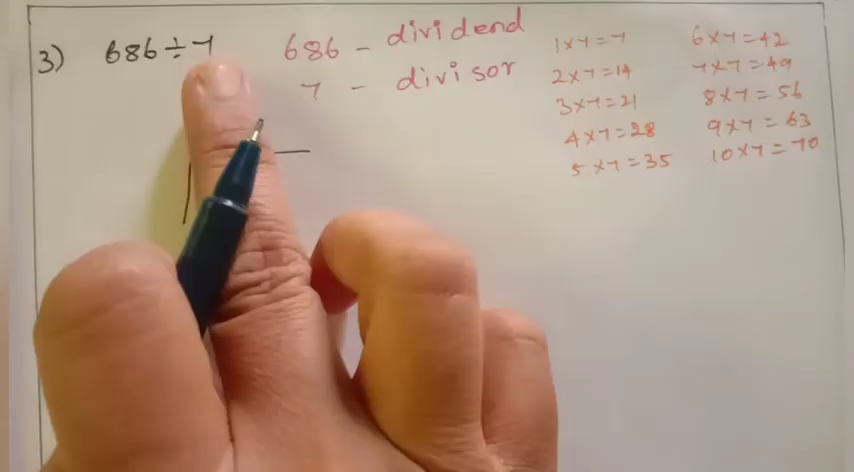 3) 686 ÷ 7
686 - dividend
7 - divisor
1 x 7 = 7
2 x 7 = 14
3 x 7 = 21
4 x 7 = 28
5 x 7 = 35
6 x 7 = 42
7 x 7 = 49
8 x 7 = 56
9 x 7 = 63
10 x 7 = 70